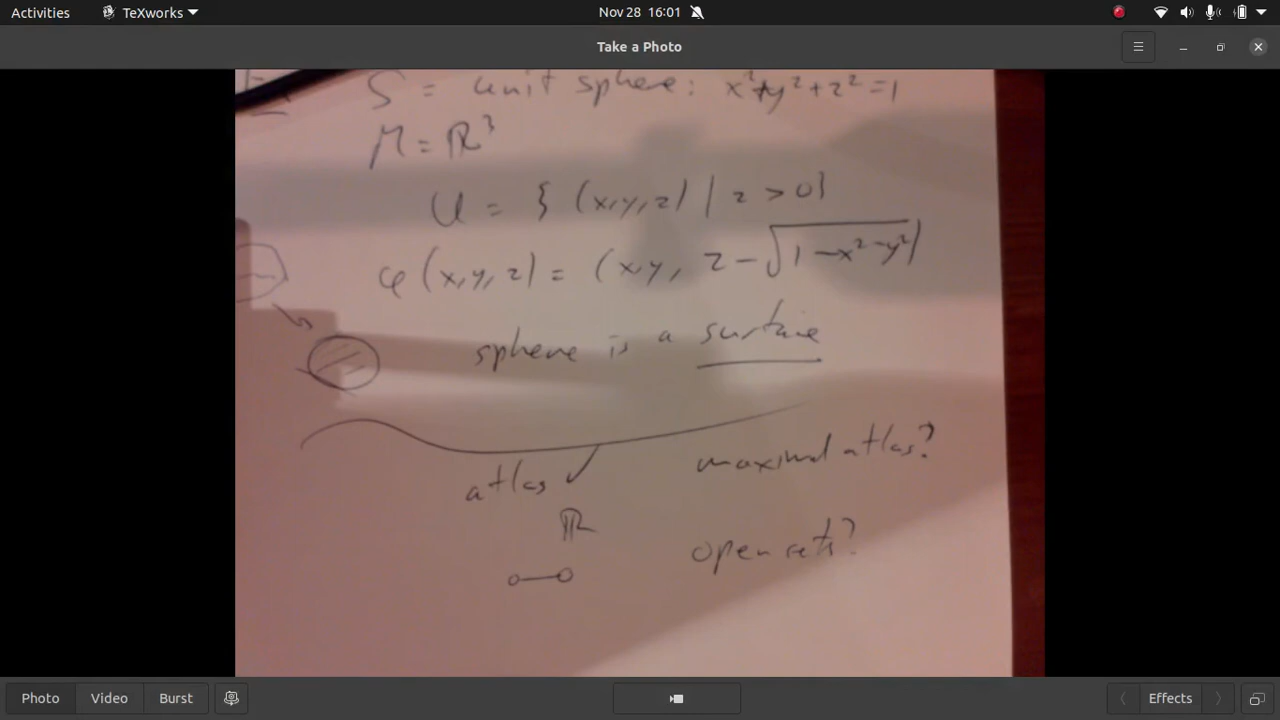 Activities TeXworks Nov 28 16:01
Take a Photo
S = unit sphere: x²+y²+z²=1
M = ℝ³
U = { (x,y,z) | z > 0}
φ(x,y,z) = (x,y, z-√(1-x²-y²))
sphere is a surface
atlas ✓ maximal atlas?
ℝ
open sets?
Photo Video Burst Effects